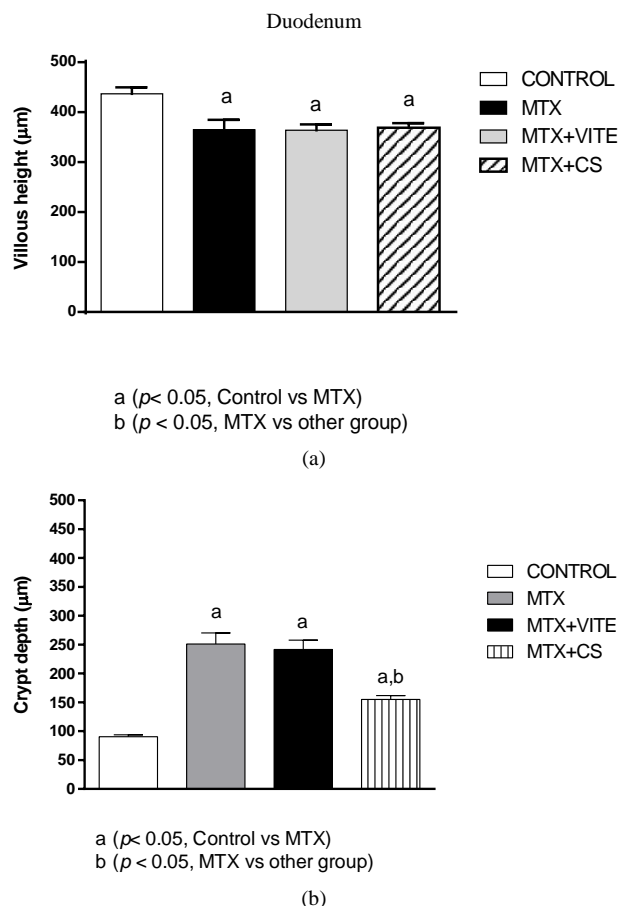 Duodenum
500
400
300
200
100
0
Villous height (μm)
a
a
a
CONTROL
MTX
MTX+VITE
MTX+CS
a (p< 0.05, Control vs MTX)
b (p < 0.05, MTX vs other group)
(a)
500
450
400
350
300
250
200
150
100
50
0
Crypt depth (μm)
a
a
a,b
CONTROL
MTX
MTX+VITE
MTX+CS
a (p< 0.05, Control vs MTX)
b (p < 0.05, MTX vs other group)
(b)